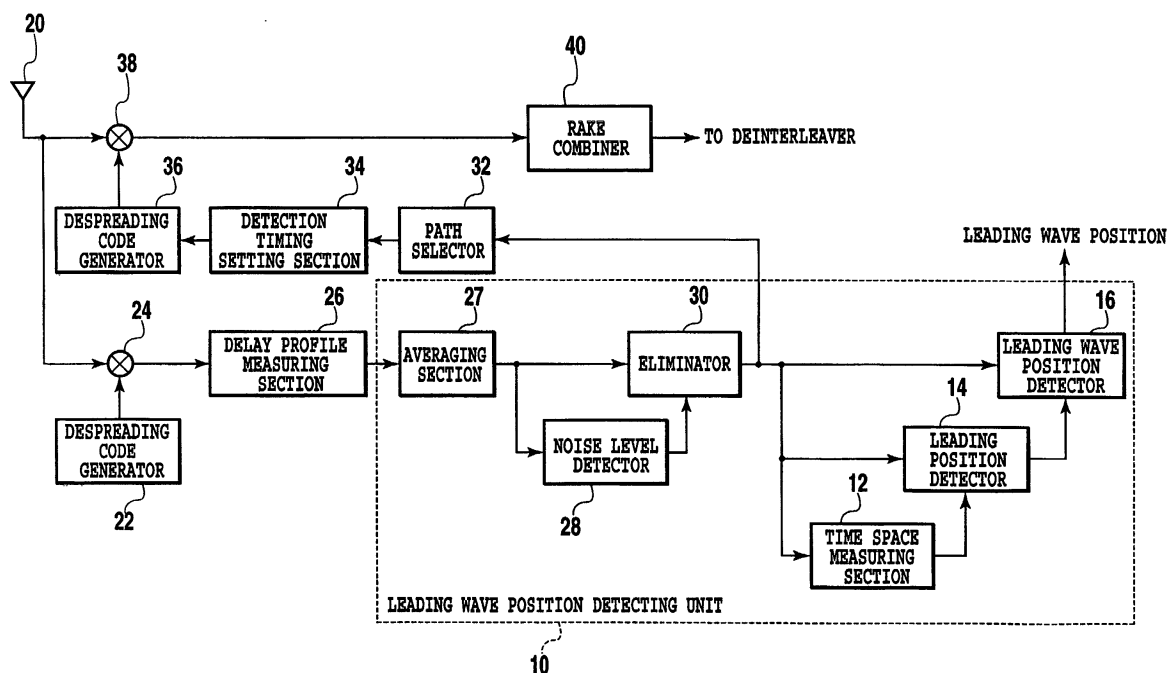 20
38
40
RAKE
COMBINER
TO DEINTERLEAVER
36
34
32
DESPREADING
CODE
GENERATOR
DETECTION
TIMING
SETTING SECTION
PATH
SELECTOR
LEADING WAVE POSITION
24
26
27
30
16
DELAY PROFILE
MEASURING
SECTION
AVERAGING
SECTION
ELIMINATOR
LEADING WAVE
POSITION
DETECTOR
14
DESPREADING
CODE
GENERATOR
NOISE LEVEL
DETECTOR
LEADING
POSITION
DETECTOR
22
28
12
TIME SPACE
MEASURING
SECTION
LEADING WAVE POSITION DETECTING UNIT
10